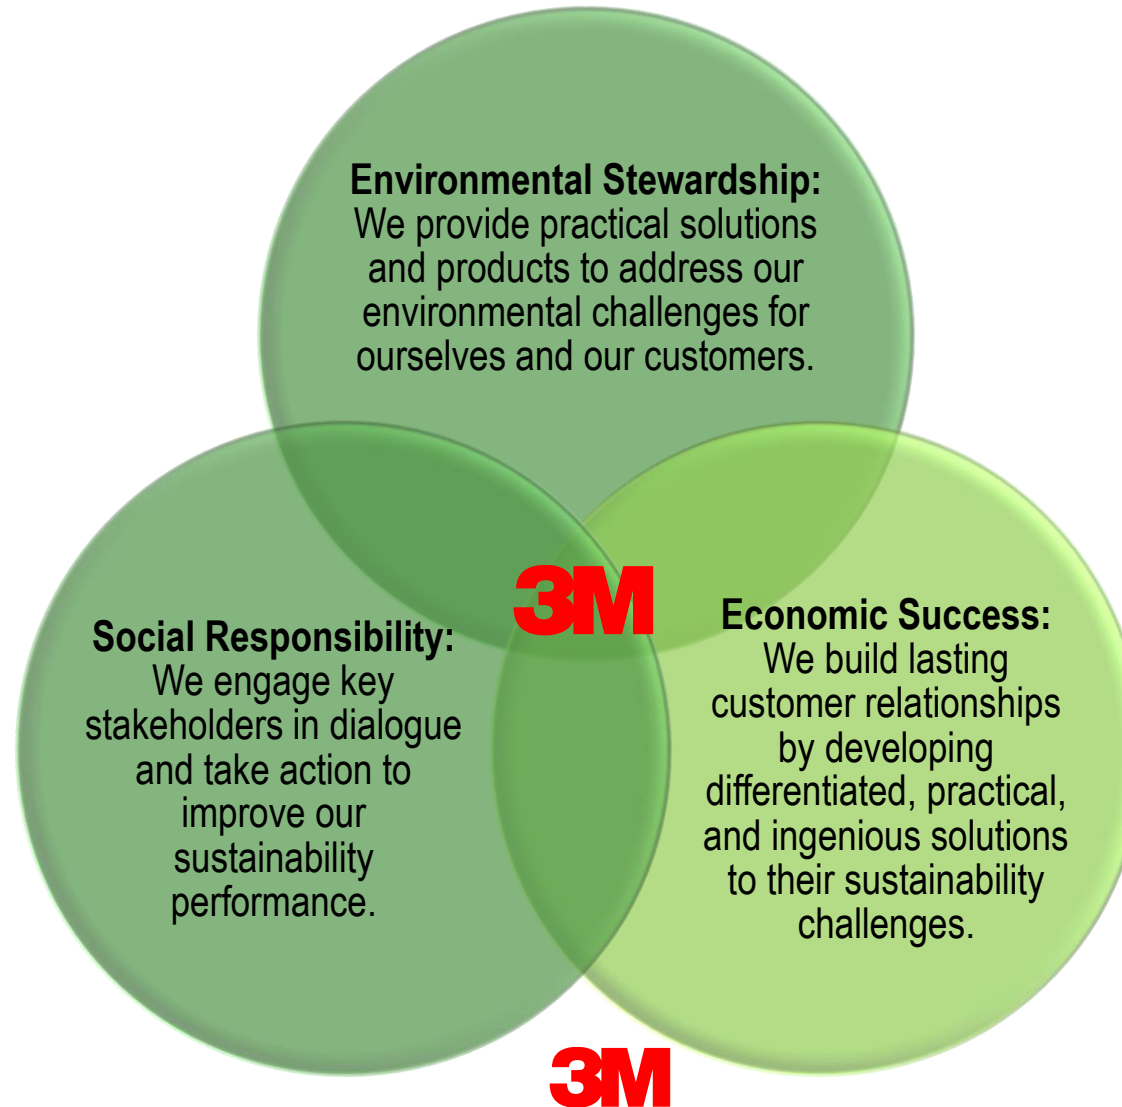 Environmental Stewardship:
We provide practical solutions
and products to address our
environmental challenges for
ourselves and our customers.
3M
Social Responsibility:
We engage key
stakeholders in dialogue
and take action to
improve our
sustainability
performance.
Economic Success:
We build lasting
customer relationships
by developing
differentiated, practical,
and ingenious solutions
to their sustainability
challenges.
3M